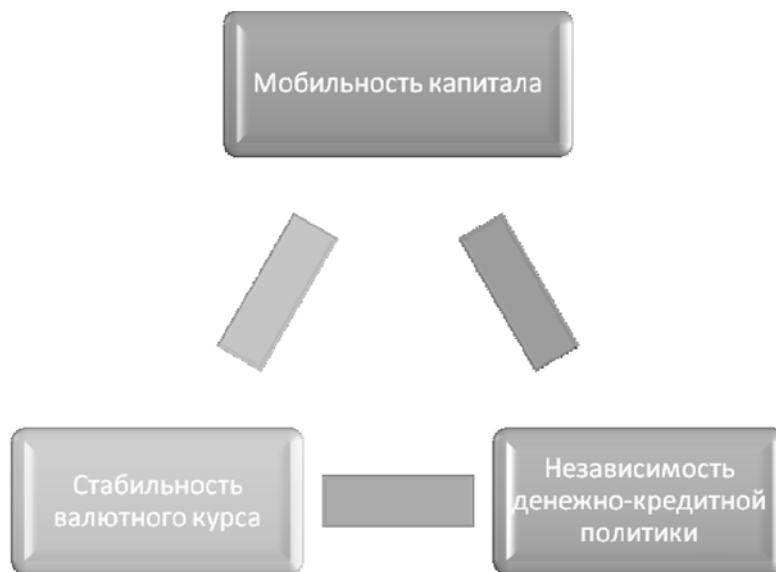 Мобильность капитала
Стабильность
валютного курса
Независимость
денежно-кредитной
политики